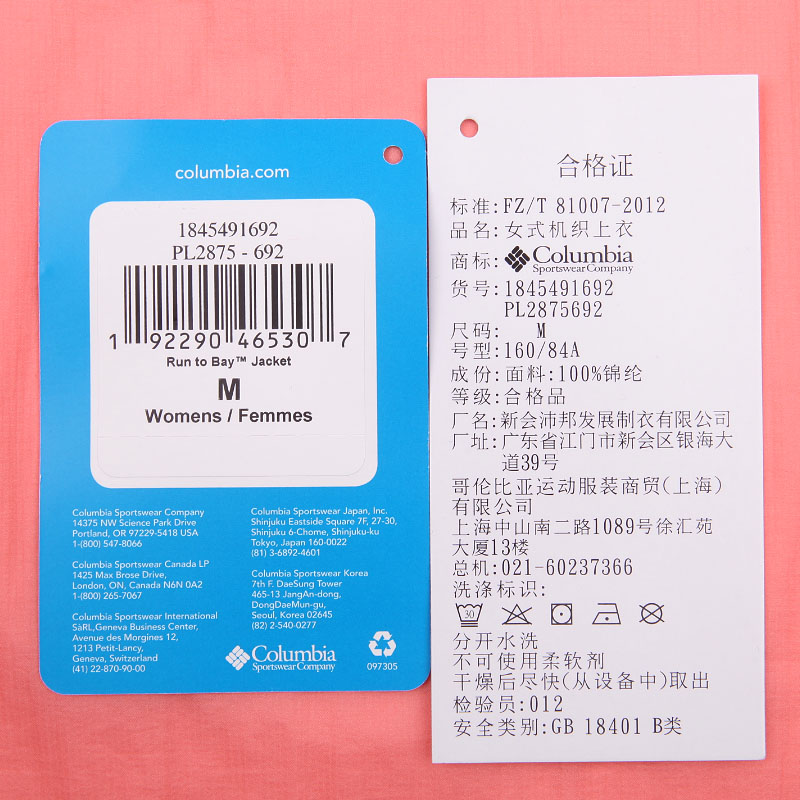 columbia.com
1845491692
PL2875 - 692
1 92290 46530 7
Run to Bay™ Jacket
M
Womens / Femmes
Columbia Sportswear Company
14375 NW Science Park Drive
Portland, OR 97229-5418 USA
1-(800) 547-8066
Columbia Sportswear Canada LP
1425 Max Brose Drive,
London, ON, Canada N6N 0A2
1-(800) 265-7067
Columbia Sportswear International
SàRL,Geneva Business Center,
Avenue des Morgines 12,
1213 Petit-Lancy,
Geneva, Switzerland
(41) 22-870-90-00
Columbia Sportswear Japan, Inc.
Shinjuku Eastside Square 7F, 27-30,
Shinjuku 6-Chome, Shinjuku-ku
Tokyo, Japan 160-0022
(81) 3-6892-4601
Columbia Sportswear Korea
7th F. DaeSung Tower
465-13 JangAn-dong,
DongDaeMun-gu,
Seoul, Korea 02645
(82) 2-540-0277
Columbia
Sportswear Company
097305
合格证
标准:FZ/T 81007-2012
品名:女式机织上衣
商标:Columbia
Sportswear Company
货号:1845491692
PL2875692
尺码: M
号型:160/84A
成份:面料:100%锦纶
等级:合格品
厂名:新会沛邦发展制衣有限公司
厂址:广东省江门市新会区银海大
道39号
哥伦比亚运动服装商贸(上海)
有限公司
上海中山南二路1089号徐汇苑
大厦13楼
总机:021-60237366
洗涤标识:
30
分开水洗
不可使用柔软剂
干燥后尽快(从设备中)取出
检验员:012
安全类别:GB 18401 B类